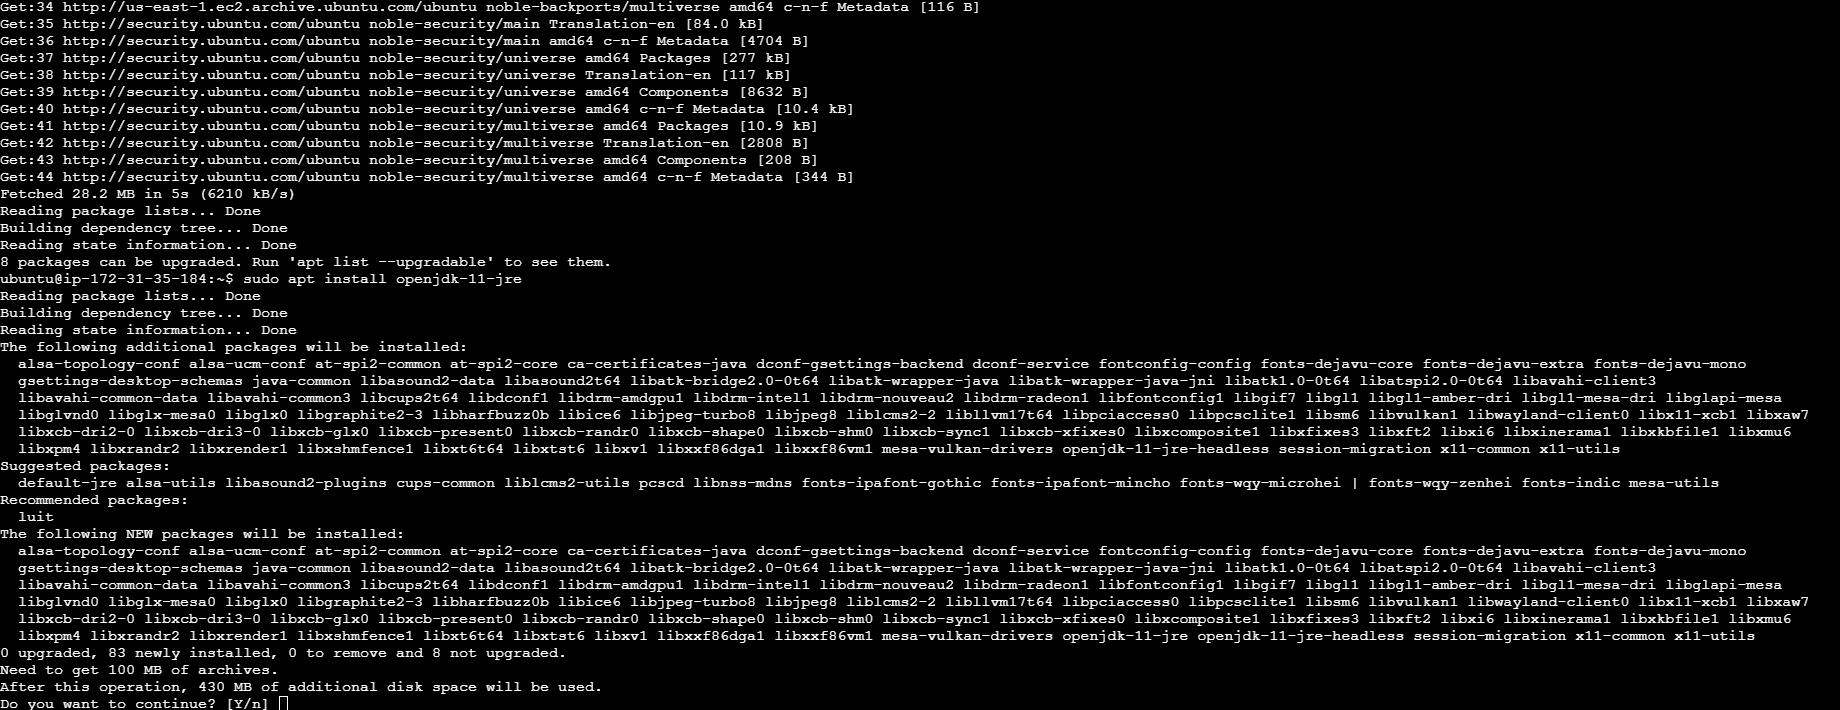 Get:34 http://us-east-1.ec2.archive.ubuntu.com/ubuntu noble-backports/multiverse amd64 c-n-f Metadata [116 B]
Get:35 http://security.ubuntu.com/ubuntu noble-security/main Translation-en [84.0 kB]
Get:36 http://security.ubuntu.com/ubuntu noble-security/main amd64 c-n-f Metadata [4704 B]
Get:37 http://security.ubuntu.com/ubuntu noble-security/universe amd64 Packages [277 kB]
Get:38 http://security.ubuntu.com/ubuntu noble-security/universe Translation-en [117 kB]
Get:39 http://security.ubuntu.com/ubuntu noble-security/universe amd64 Components [8632 B]
Get:40 http://security.ubuntu.com/ubuntu noble-security/universe amd64 c-n-f Metadata [10.4 kB]
Get:41 http://security.ubuntu.com/ubuntu noble-security/multiverse amd64 Packages [10.9 kB]
Get:42 http://security.ubuntu.com/ubuntu noble-security/multiverse Translation-en [2808 B]
Get:43 http://security.ubuntu.com/ubuntu noble-security/multiverse amd64 Components [208 B]
Get:44 http://security.ubuntu.com/ubuntu noble-security/multiverse amd64 c-n-f Metadata [344 B]
Fetched 28.2 MB in 5s (6210 kB/s)
Reading package lists... Done
Building dependency tree... Done
Reading state information... Done
8 packages can be upgraded. Run 'apt list --upgradable' to see them.
ubuntu@ip-172-31-35-184:~$ sudo apt install openjdk-11-jre
Reading package lists... Done
Building dependency tree... Done
Reading state information... Done
The following additional packages will be installed:
  alsa-topology-conf alsa-ucm-conf at-spi2-common at-spi2-core ca-certificates-java dconf-gsettings-backend dconf-service fontconfig-config fonts-dejavu-core fonts-dejavu-extra fonts-dejavu-mono
  gsettings-desktop-schemas java-common libasound2-data libasound2t64 libatk-bridge2.0-0t64 libatk-wrapper-java libatk-wrapper-java-jni libatk1.0-0t64 libatspi2.0-0t64 libavahi-client3
  libavahi-common-data libavahi-common3 libcups2t64 libdconf1 libdrm-amdgpu1 libdrm-intel1 libdrm-nouveau2 libdrm-radeon1 libfontconfig1 libgif7 libgl1 libgl1-amber-dri libgl1-mesa-dri libglapi-mesa
  libglvnd0 libglx-mesa0 libglx0 libgraphite2-3 libharfbuzz0b libice6 libjpeg-turbo8 libjpeg8 liblcms2-2 libllvm17t64 libpciaccess0 libpcsclite1 libsm6 libvulkan1 libwayland-client0 libx11-xcb1 libxaw7
  libxcb-dri2-0 libxcb-dri3-0 libxcb-glx0 libxcb-present0 libxcb-randr0 libxcb-shape0 libxcb-shm0 libxcb-sync1 libxcb-xfixes0 libxcomposite1 libxfixes3 libxft2 libxi6 libxinerama1 libxkbfile1 libxmu6
  libxpm4 libxrandr2 libxrender1 libxshmfence1 libxt6t64 libxtst6 libxv1 libxxf86dga1 libxxf86vm1 mesa-vulkan-drivers openjdk-11-jre-headless session-migration x11-common x11-utils
Suggested packages:
  default-jre alsa-utils libasound2-plugins cups-common liblcms2-utils pcscd libnss-mdns fonts-ipafont-gothic fonts-ipafont-mincho fonts-wqy-microhei | fonts-wqy-zenhei fonts-indic mesa-utils
Recommended packages:
  luit
The following NEW packages will be installed:
  alsa-topology-conf alsa-ucm-conf at-spi2-common at-spi2-core ca-certificates-java dconf-gsettings-backend dconf-service fontconfig-config fonts-dejavu-core fonts-dejavu-extra fonts-dejavu-mono
  gsettings-desktop-schemas java-common libasound2-data libasound2t64 libatk-bridge2.0-0t64 libatk-wrapper-java libatk-wrapper-java-jni libatk1.0-0t64 libatspi2.0-0t64 libavahi-client3
  libavahi-common-data libavahi-common3 libcups2t64 libdconf1 libdrm-amdgpu1 libdrm-intel1 libdrm-nouveau2 libdrm-radeon1 libfontconfig1 libgif7 libgl1 libgl1-amber-dri libgl1-mesa-dri libglapi-mesa
  libglvnd0 libglx-mesa0 libglx0 libgraphite2-3 libharfbuzz0b libice6 libjpeg-turbo8 libjpeg8 liblcms2-2 libllvm17t64 libpciaccess0 libpcsclite1 libsm6 libvulkan1 libwayland-client0 libx11-xcb1 libxaw7
  libxcb-dri2-0 libxcb-dri3-0 libxcb-glx0 libxcb-present0 libxcb-randr0 libxcb-shape0 libxcb-shm0 libxcb-sync1 libxcb-xfixes0 libxcomposite1 libxfixes3 libxft2 libxi6 libxinerama1 libxkbfile1 libxmu6
  libxpm4 libxrandr2 libxrender1 libxshmfence1 libxt6t64 libxtst6 libxv1 libxxf86dga1 libxxf86vm1 mesa-vulkan-drivers openjdk-11-jre openjdk-11-jre-headless session-migration x11-common x11-utils
0 upgraded, 83 newly installed, 0 to remove and 8 not upgraded.
Need to get 100 MB of archives.
After this operation, 430 MB of additional disk space will be used.
Do you want to continue? [Y/n]